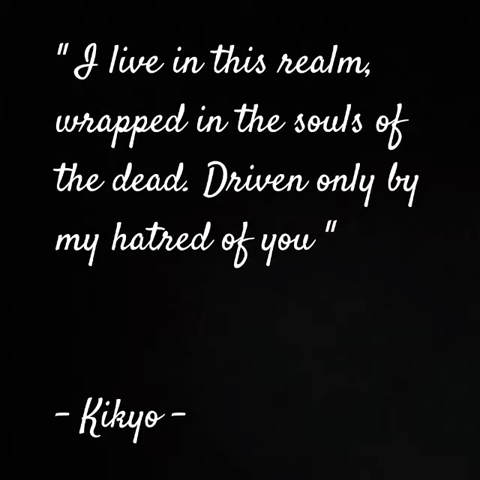 " I live in this realm,
wrapped in the souls of
the dead. Driven only by
my hatred of you "
- Kikyo -